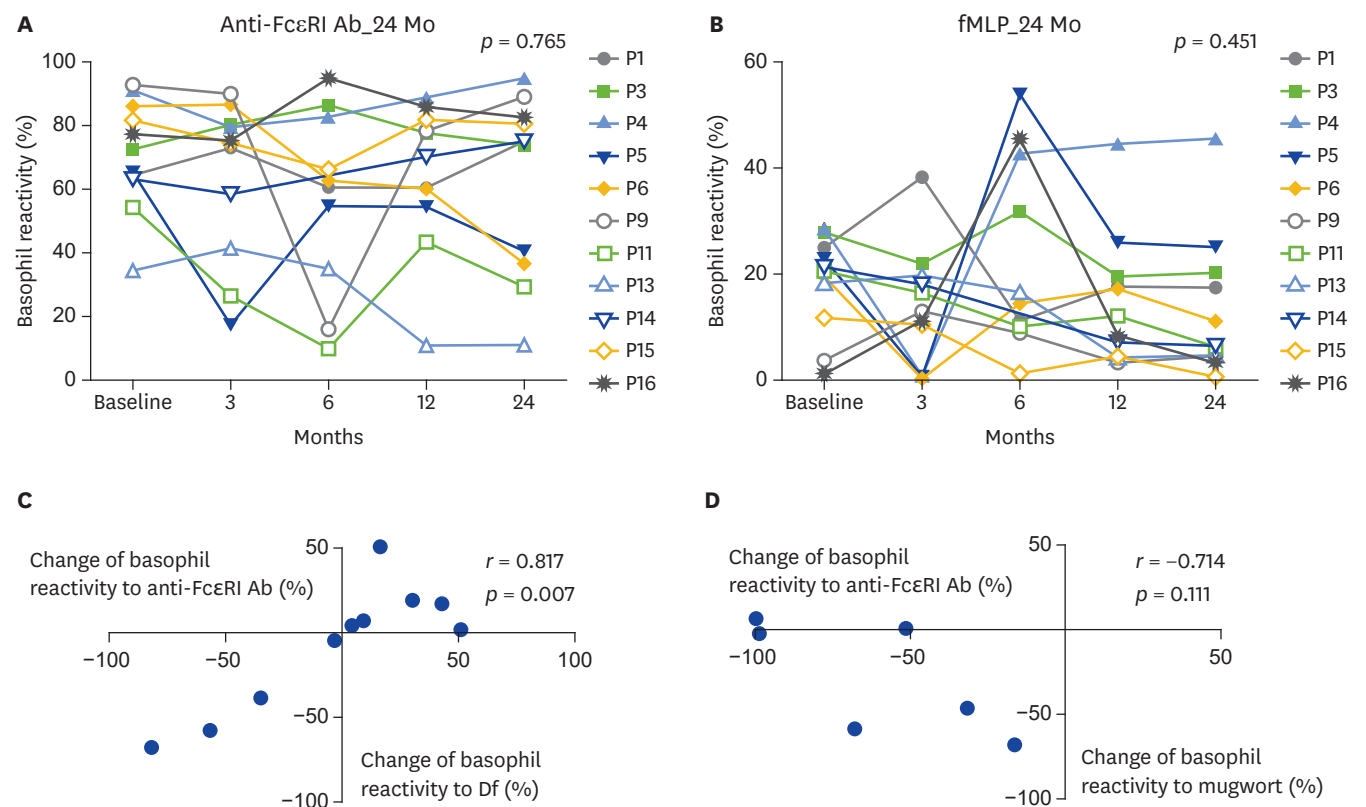 A
Anti-FcεRI Ab_24 Mo
p = 0.765
Basophil reactivity (%)
100
80
60
40
20
0
Baseline
3
6
12
24
Months
P1
P3
P4
P5
P6
P9
P11
P13
P14
P15
P16
B
fMLP_24 Mo
p = 0.451
Basophil reactivity (%)
60
40
20
0
Baseline
3
6
12
24
Months
P1
P3
P4
P5
P6
P9
P11
P13
P14
P15
P16
C
Change of basophil
reactivity to anti-FcεRI Ab (%)
50
r = 0.817
p = 0.007
−100
−50
50
100
−50
Change of basophil
reactivity to Df (%)
−100
D
Change of basophil
reactivity to anti-FcεRI Ab (%)
50
r = −0.714
p = 0.111
−100
−50
50
−50
Change of basophil
reactivity to mugwort (%)
−100